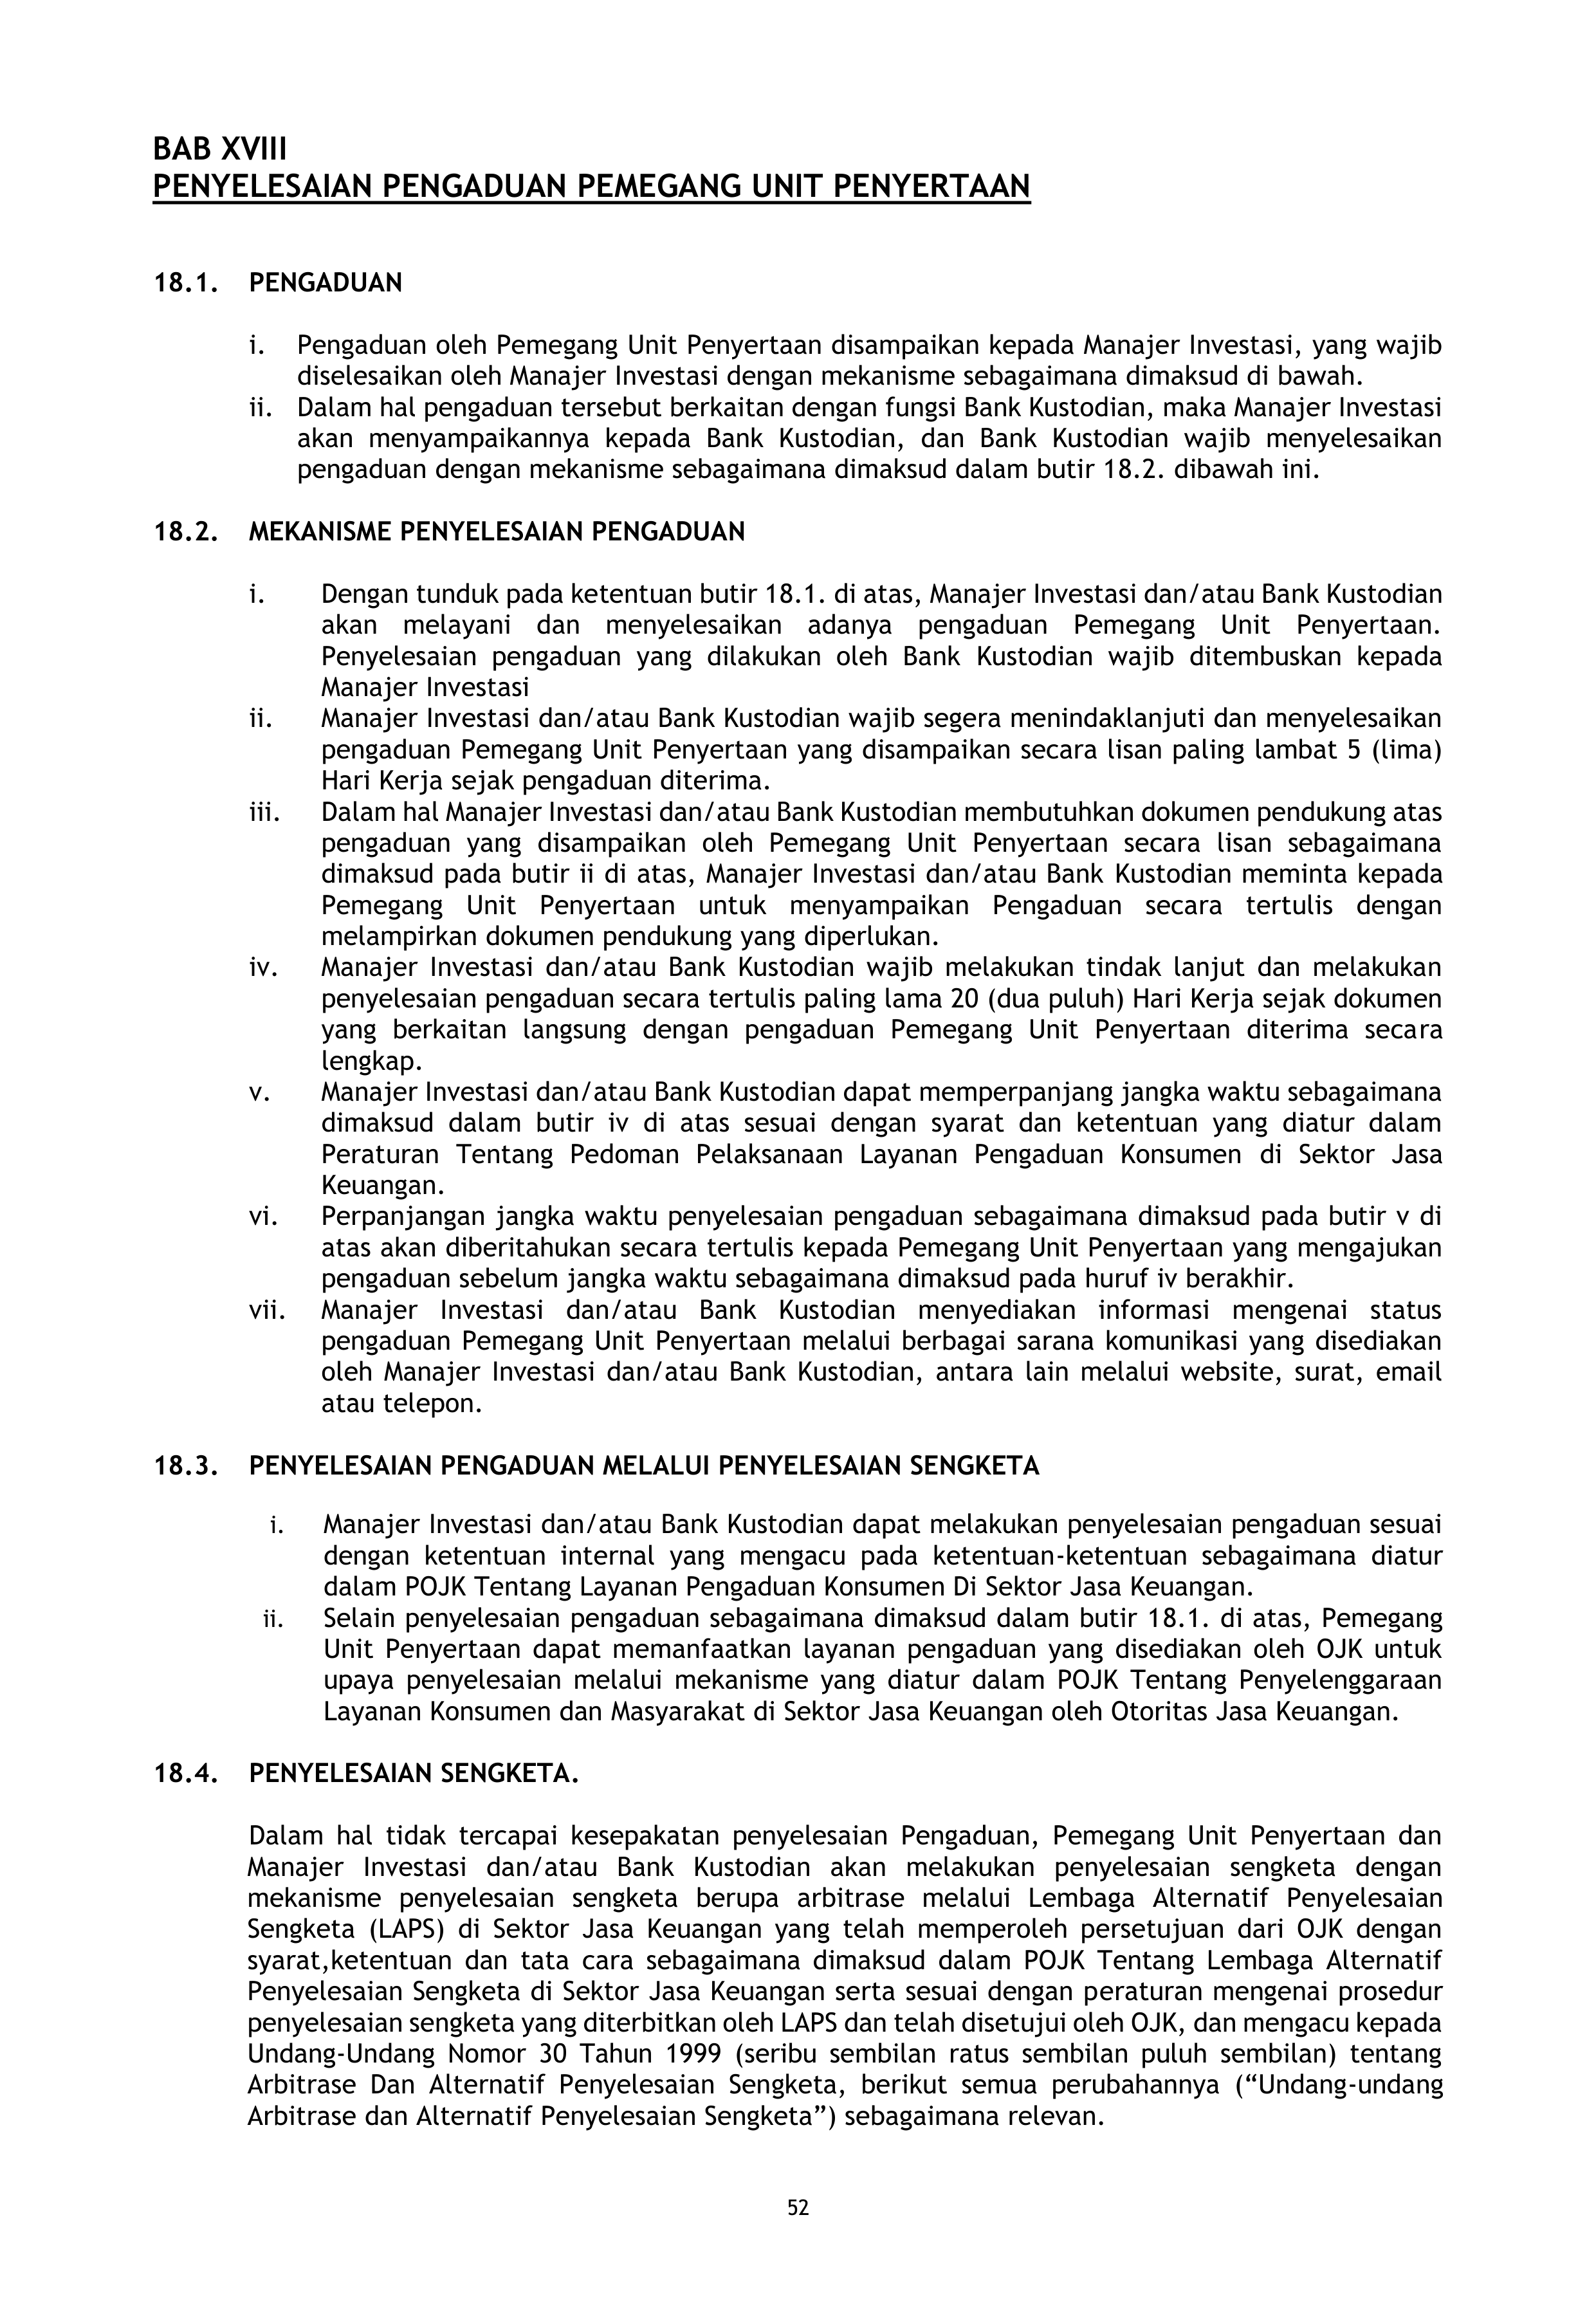 BAB XVIII
PENYELESAIAN PENGADUAN PEMEGANG UNIT PENYERTAAN
18.1. PENGADUAN
i. Pengaduan oleh Pemegang Unit Penyertaan disampaikan kepada Manajer Investasi, yang wajib
diselesaikan oleh Manajer Investasi dengan mekanisme sebagaimana dimaksud di bawah.
ii. Dalam hal pengaduan tersebut berkaitan dengan fungsi Bank Kustodian, maka Manajer Investasi
akan menyampaikannya kepada Bank Kustodian, dan Bank Kustodian wajib menyelesaikan
pengaduan dengan mekanisme sebagaimana dimaksud dalam butir 18.2. dibawah ini.
18.2. MEKANISME PENYELESAIAN PENGADUAN
i. Dengan tunduk pada ketentuan butir 18.1. di atas, Manajer Investasi dan/atau Bank Kustodian
akan melayani dan menyelesaikan adanya pengaduan Pemegang Unit Penyertaan.
Penyelesaian pengaduan yang dilakukan oleh Bank Kustodian wajib ditembuskan kepada
Manajer Investasi
ii. Manajer Investasi dan/atau Bank Kustodian wajib segera menindaklanjuti dan menyelesaikan
pengaduan Pemegang Unit Penyertaan yang disampaikan secara lisan paling lambat 5 (lima)
Hari Kerja sejak pengaduan diterima.
iii. Dalam hal Manajer Investasi dan/atau Bank Kustodian membutuhkan dokumen pendukung atas
pengaduan yang disampaikan oleh Pemegang Unit Penyertaan secara lisan sebagaimana
dimaksud pada butir ii di atas, Manajer Investasi dan/atau Bank Kustodian meminta kepada
Pemegang Unit Penyertaan untuk menyampaikan Pengaduan secara tertulis dengan
melampirkan dokumen pendukung yang diperlukan.
iv. Manajer Investasi dan/atau Bank Kustodian wajib melakukan tindak lanjut dan melakukan
penyelesaian pengaduan secara tertulis paling lama 20 (dua puluh) Hari Kerja sejak dokumen
yang berkaitan langsung dengan pengaduan Pemegang Unit Penyertaan diterima secara
lengkap.
v. Manajer Investasi dan/atau Bank Kustodian dapat memperpanjang jangka waktu sebagaimana
dimaksud dalam butir iv di atas sesuai dengan syarat dan ketentuan yang diatur dalam
Peraturan Tentang Pedoman Pelaksanaan Layanan Pengaduan Konsumen di Sektor Jasa
Keuangan.
vi. Perpanjangan jangka waktu penyelesaian pengaduan sebagaimana dimaksud pada butir v di
atas akan diberitahukan secara tertulis kepada Pemegang Unit Penyertaan yang mengajukan
pengaduan sebelum jangka waktu sebagaimana dimaksud pada huruf iv berakhir.
vii. Manajer Investasi dan/atau Bank Kustodian menyediakan informasi mengenai status
pengaduan Pemegang Unit Penyertaan melalui berbagai sarana komunikasi yang disediakan
oleh Manajer Investasi dan/atau Bank Kustodian, antara lain melalui website, surat, email
atau telepon.
18.3. PENYELESAIAN PENGADUAN MELALUI PENYELESAIAN SENGKETA
i. Manajer Investasi dan/atau Bank Kustodian dapat melakukan penyelesaian pengaduan sesuai
dengan ketentuan internal yang mengacu pada ketentuan-ketentuan sebagaimana diatur
dalam POJK Tentang Layanan Pengaduan Konsumen Di Sektor Jasa Keuangan.
ii. Selain penyelesaian pengaduan sebagaimana dimaksud dalam butir 18.1. di atas, Pemegang
Unit Penyertaan dapat memanfaatkan layanan pengaduan yang disediakan oleh OJK untuk
upaya penyelesaian melalui mekanisme yang diatur dalam POJK Tentang Penyelenggaraan
Layanan Konsumen dan Masyarakat di Sektor Jasa Keuangan oleh Otoritas Jasa Keuangan.
18.4. PENYELESAIAN SENGKETA.
Dalam hal tidak tercapai kesepakatan penyelesaian Pengaduan, Pemegang Unit Penyertaan dan
Manajer Investasi dan/atau Bank Kustodian akan melakukan penyelesaian sengketa dengan
mekanisme penyelesaian sengketa berupa arbitrase melalui Lembaga Alternatif Penyelesaian
Sengketa (LAPS) di Sektor Jasa Keuangan yang telah memperoleh persetujuan dari OJK dengan
syarat,ketentuan dan tata cara sebagaimana dimaksud dalam POJK Tentang Lembaga Alternatif
Penyelesaian Sengketa di Sektor Jasa Keuangan serta sesuai dengan peraturan mengenai prosedur
penyelesaian sengketa yang diterbitkan oleh LAPS dan telah disetujui oleh OJK, dan mengacu kepada
Undang-Undang Nomor 30 Tahun 1999 (seribu sembilan ratus sembilan puluh sembilan) tentang
Arbitrase Dan Alternatif Penyelesaian Sengketa, berikut semua perubahannya (“Undang-undang
Arbitrase dan Alternatif Penyelesaian Sengketa”) sebagaimana relevan.
52